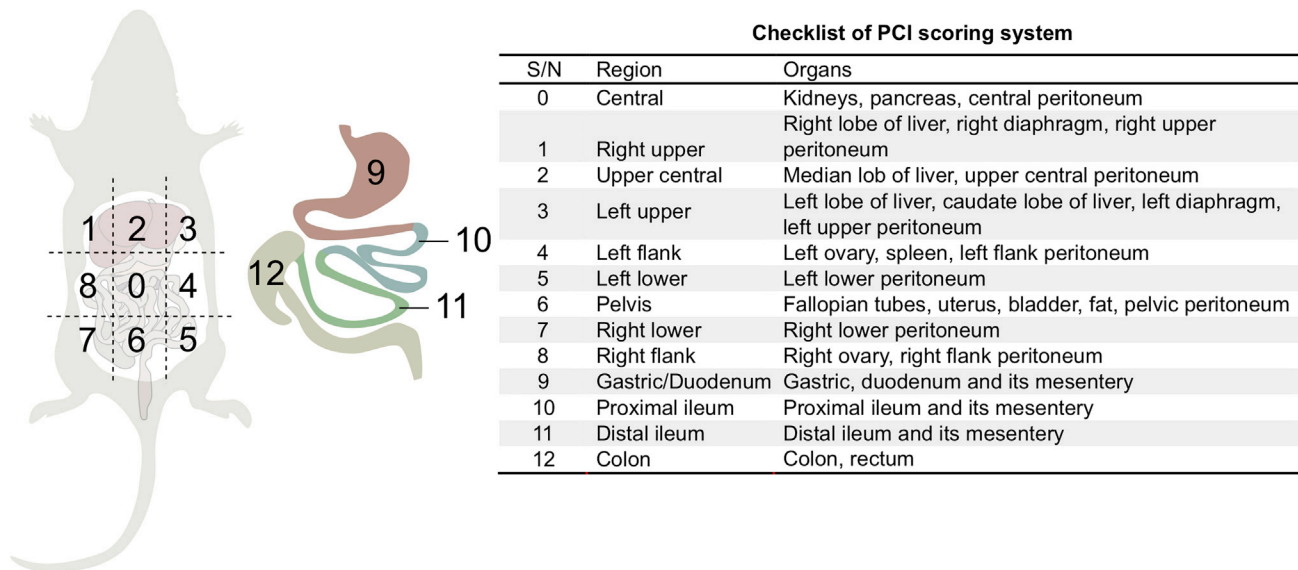 Checklist of PCI scoring system
S/N Region Organs
0 Central Kidneys, pancreas, central peritoneum
Right lobe of liver, right diaphragm, right upper
1 Right upper peritoneum
2 Upper central Median lob of liver, upper central peritoneum
Left lobe of liver, caudate lobe of liver, left diaphragm,
3 Left upper left upper peritoneum
4 Left flank Left ovary, spleen, left flank peritoneum
5 Left lower Left lower peritoneum
6 Pelvis Fallopian tubes, uterus, bladder, fat, pelvic peritoneum
7 Right lower Right lower peritoneum
8 Right flank Right ovary, right flank peritoneum
9 Gastric/Duodenum Gastric, duodenum and its mesentery
10 Proximal ileum Proximal ileum and its mesentery
11 Distal ileum Distal ileum and its mesentery
12 Colon Colon, rectum
1 2 3
8 0 4
7 6 5
9
10
12
11